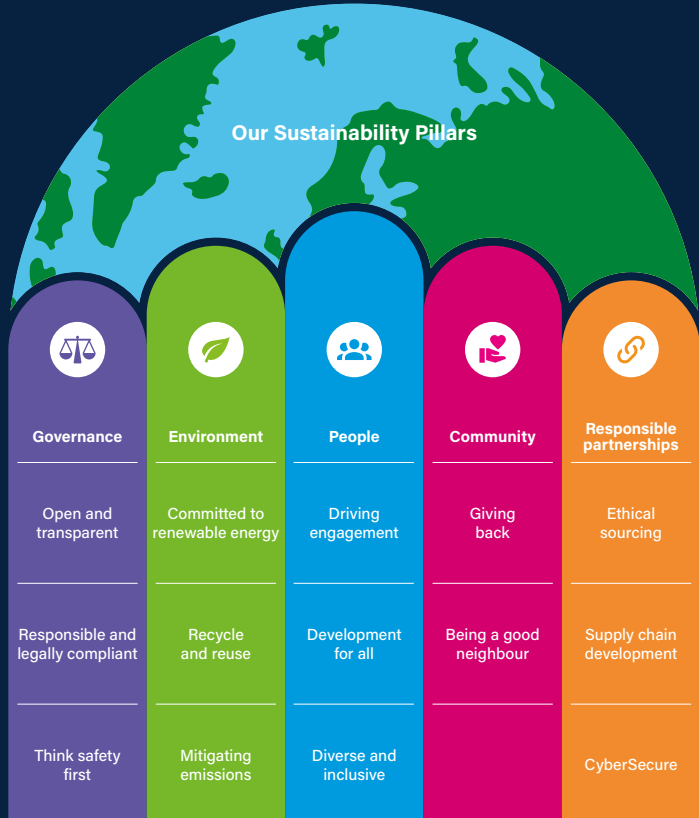 Our Sustainability Pillars
Governance
Open and
transparent
Responsible and
legally compliant
Think safety
first
Environment
Committed to
renewable energy
Recycle
and reuse
Mitigating
emissions
People
Driving
engagement
Development
for all
Diverse and
inclusive
Community
Giving
back
Being a good
neighbour
Responsible
partnerships
Ethical
sourcing
Supply chain
development
CyberSecure